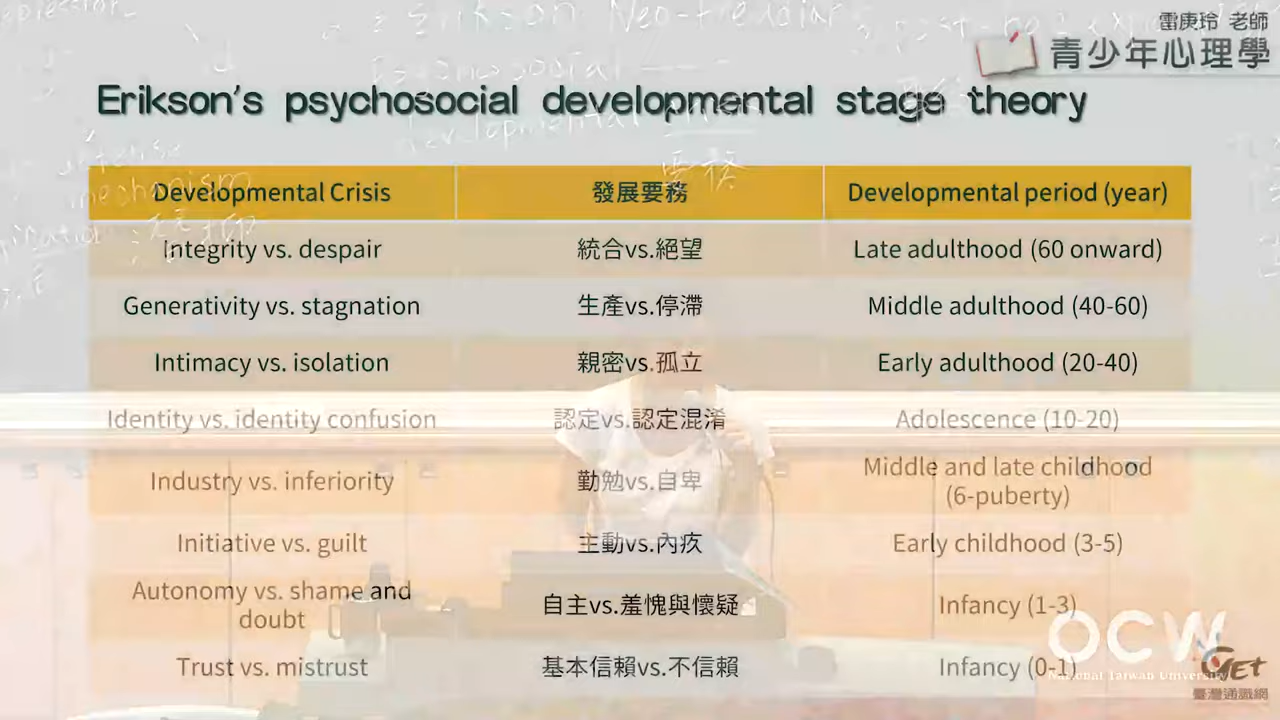 雷庚玲 老師
青少年心理學
Erikson's psychosocial developmental stage theory
Developmental Crisis 發展要務 Developmental period (year)
Integrity vs. despair 統合vs.絕望 Late adulthood (60 onward)
Generativity vs. stagnation 生產vs.停滯 Middle adulthood (40-60)
Intimacy vs. isolation 親密vs.孤立 Early adulthood (20-40)
Identity vs. identity confusion 認定vs.認定混淆 Adolescence (10-20)
Industry vs. inferiority 勤勉vs.自卑 Middle and late childhood
(6-puberty)
Initiative vs. guilt 主動vs.內疚 Early childhood (3-5)
Autonomy vs. shame and
doubt 自主vs.羞愧與懷疑 Infancy (1-3)
Trust vs. mistrust 基本信賴vs.不信賴 Infancy (0-1)
OCW
National Taiwan University
GET
臺灣通識網
Erikson Neo-freudian
developmental
mechanism
要務